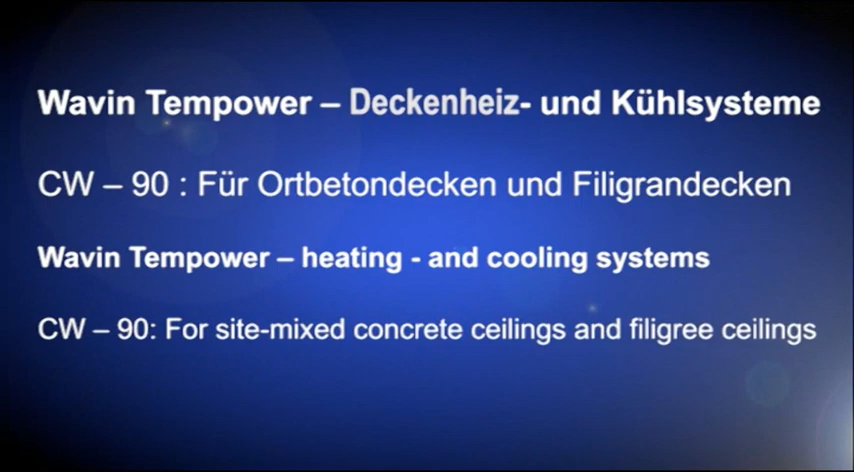 Wavin Tempower – Deckenheiz- und Kühlsysteme
CW – 90 : Für Ortbetondecken und Filigrandecken
Wavin Tempower – heating - and cooling systems
CW – 90: For site-mixed concrete ceilings and filigree ceilings